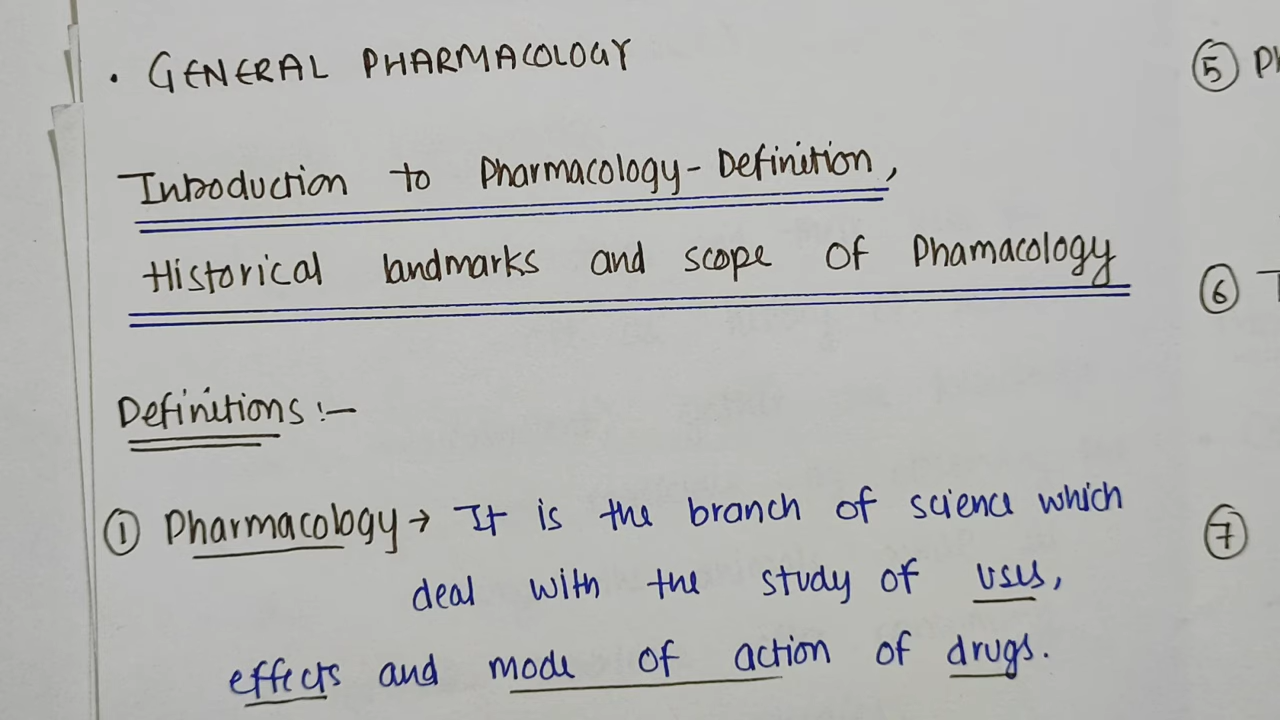 . GENERAL PHARMACOLOGY
Introduction to Pharmacology - Definition,
Historical landmarks and scope of Phamacology
Definitions :-
① Pharmacology → It is the branch of science which
deal with the study of uses,
effects and mode of action of drugs.
⑤ Ph
⑥ T
⑦